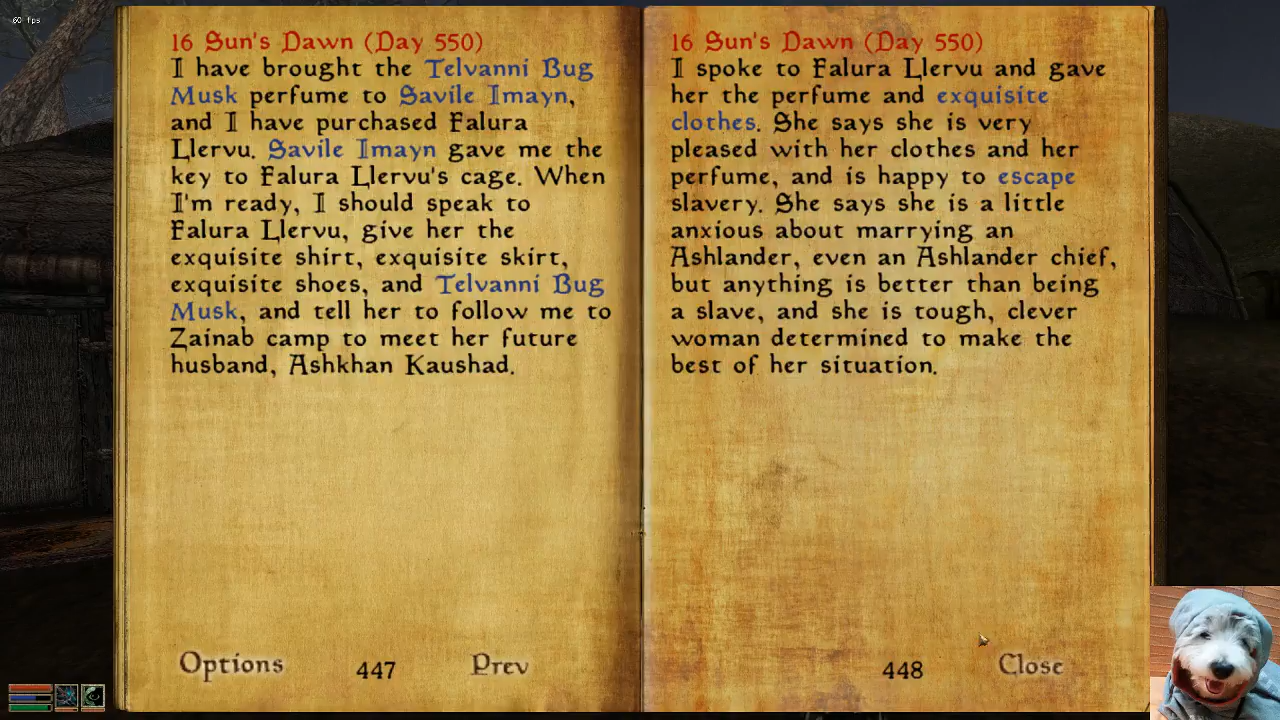 60 fps
16 Sun's Dawn (Day 550)
I have brought the Telvanni Bug
Musk perfume to Savile Imayn,
and I have purchased Falura
Llervu. Savile Imayn gave me the
key to Falura Llervu's cage. When
I'm ready, I should speak to
Falura Llervu, give her the
exquisite shirt, exquisite skirt,
exquisite shoes, and Telvanni Bug
Musk, and tell her to follow me to
Zainab camp to meet her future
husband, Ashkhan Kaushad.
Options
447
Prev
16 Sun's Dawn (Day 550)
I spoke to Falura Llervu and gave
her the perfume and exquisite
clothes. She says she is very
pleased with her clothes and her
perfume, and is happy to escape
slavery. She says she is a little
anxious about marrying an
Ashlander, even an Ashlander chief,
but anything is better than being
a slave, and she is tough, clever
woman determined to make the
best of her situation.
448
Close